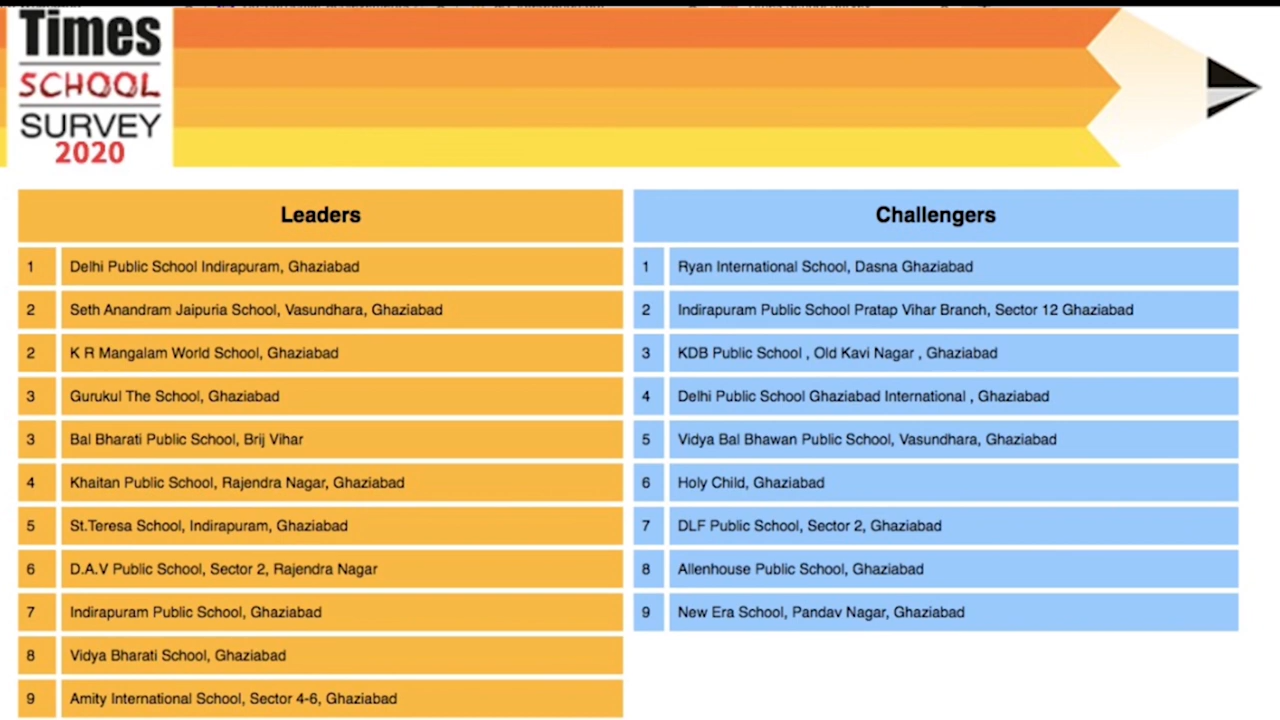 Times
SCHOOL
SURVEY
2020
Leaders
1 Delhi Public School Indirapuram, Ghaziabad
2 Seth Anandram Jaipuria School, Vasundhara, Ghaziabad
2 K R Mangalam World School, Ghaziabad
3 Gurukul The School, Ghaziabad
3 Bal Bharati Public School, Brij Vihar
4 Khaitan Public School, Rajendra Nagar, Ghaziabad
5 St.Teresa School, Indirapuram, Ghaziabad
6 D.A.V Public School, Sector 2, Rajendra Nagar
7 Indirapuram Public School, Ghaziabad
8 Vidya Bharati School, Ghaziabad
9 Amity International School, Sector 4-6, Ghaziabad
Challengers
1 Ryan International School, Dasna Ghaziabad
2 Indirapuram Public School Pratap Vihar Branch, Sector 12 Ghaziabad
3 KDB Public School , Old Kavi Nagar , Ghaziabad
4 Delhi Public School Ghaziabad International , Ghaziabad
5 Vidya Bal Bhawan Public School, Vasundhara, Ghaziabad
6 Holy Child, Ghaziabad
7 DLF Public School, Sector 2, Ghaziabad
8 Allenhouse Public School, Ghaziabad
9 New Era School, Pandav Nagar, Ghaziabad